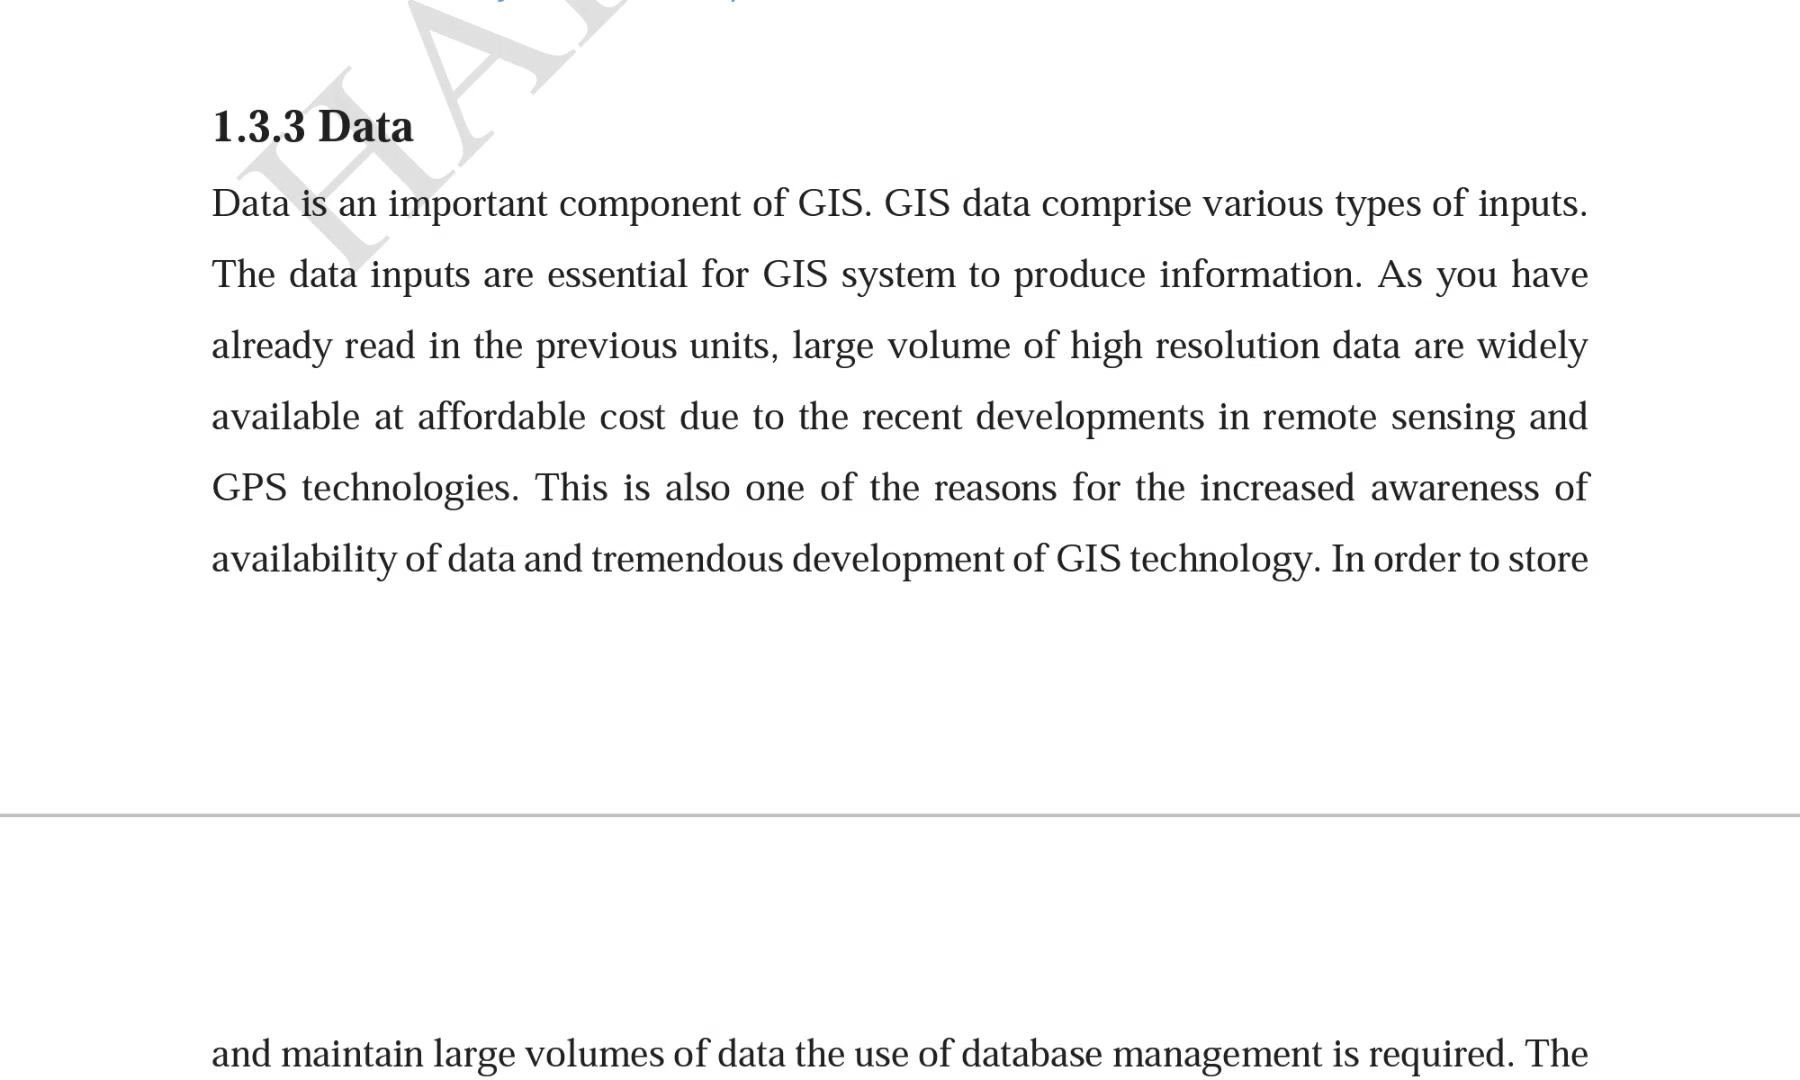 1.3.3 Data
Data is an important component of GIS. GIS data comprise various types of inputs.
The data inputs are essential for GIS system to produce information. As you have
already read in the previous units, large volume of high resolution data are widely
available at affordable cost due to the recent developments in remote sensing and
GPS technologies. This is also one of the reasons for the increased awareness of
availability of data and tremendous development of GIS technology. In order to store
and maintain large volumes of data the use of database management is required. The